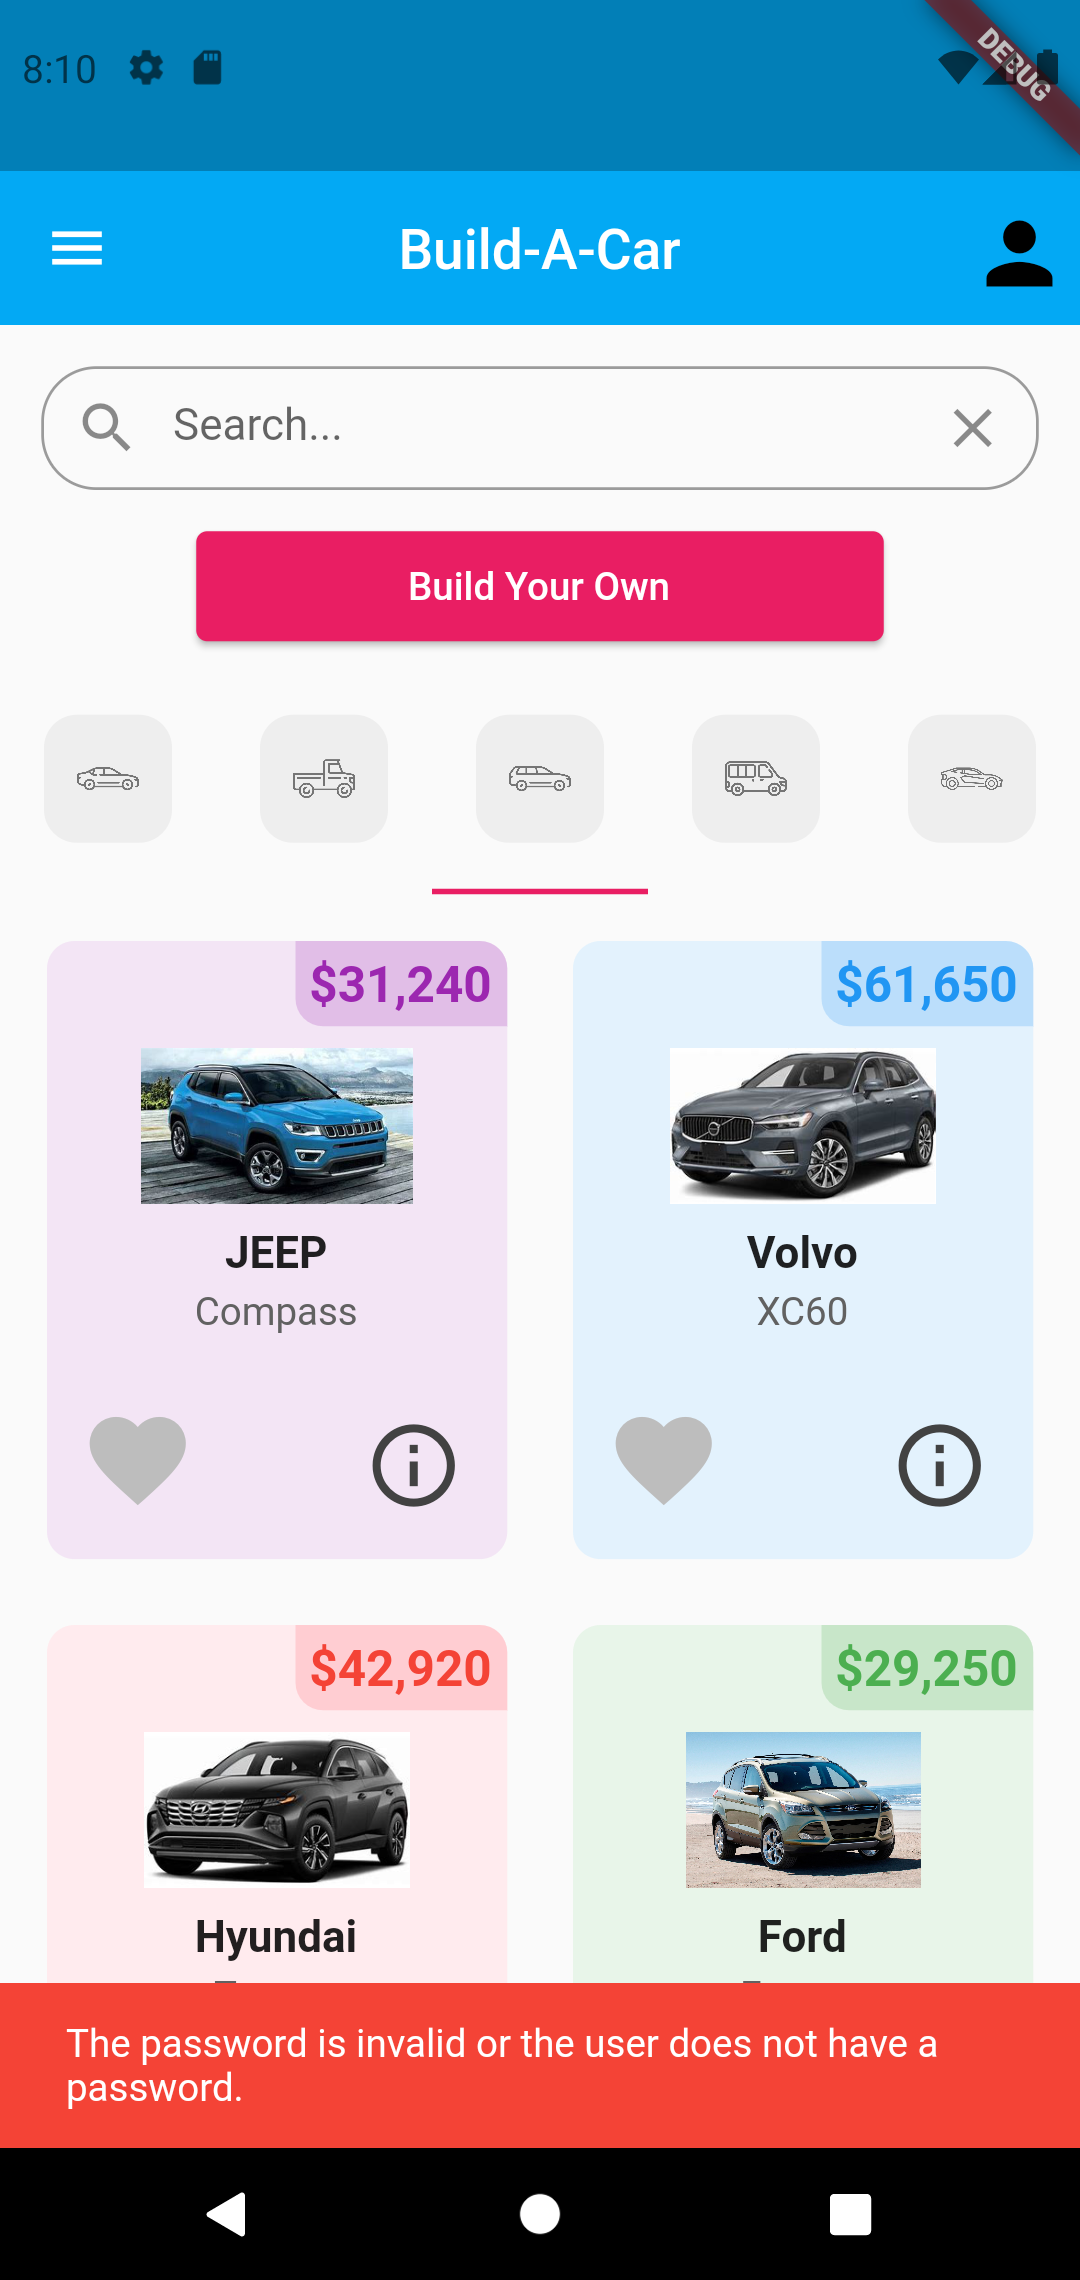 8:10
DEBUG
Build-A-Car
Search...
Build Your Own
$31,240
$61,650
JEEP
Volvo
Compass
XC60
$42,920
$29,250
Hyundai
Ford
The password is invalid or the user does not have a
password.